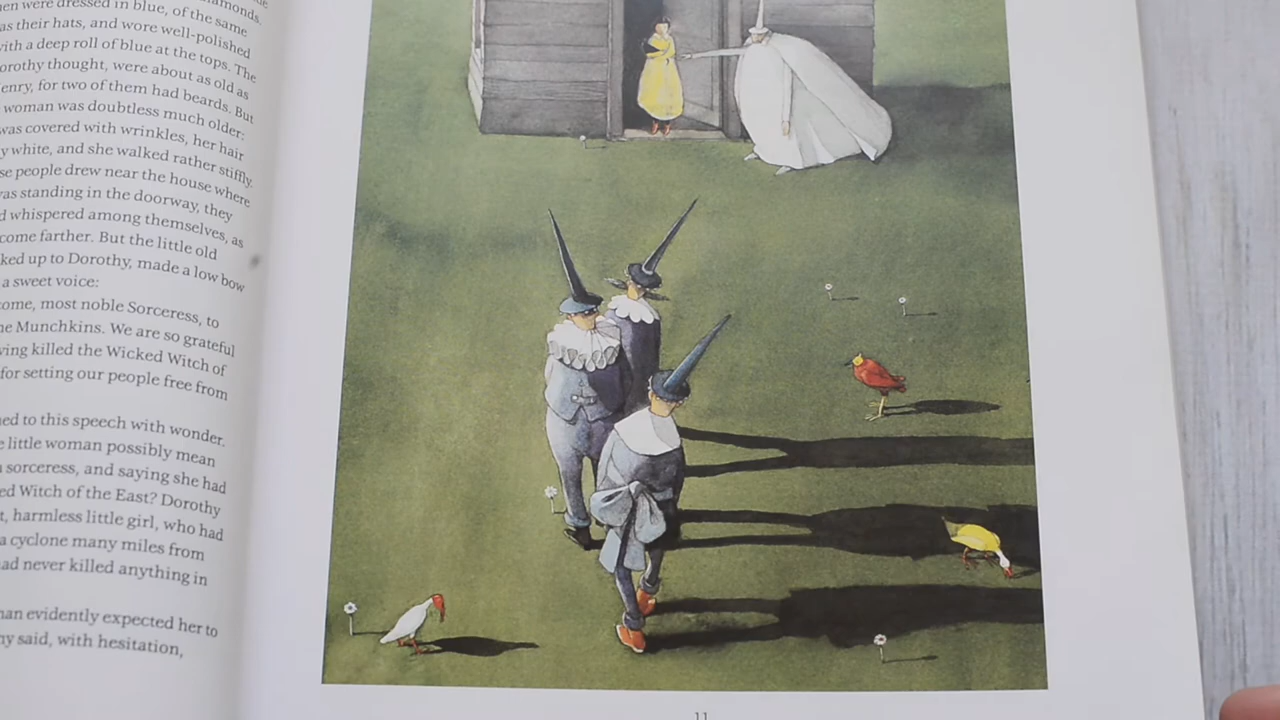 en were dressed in blue, of the same
as their hats, and wore well-polished
with a deep roll of blue at the tops. The
orothy thought, were about as old as
enry, for two of them had beards. But
woman was doubtless much older:
was covered with wrinkles, her hair
y white, and she walked rather stiffly.
se people drew near the house where
was standing in the doorway, they
d whispered among themselves, as
come farther. But the little old
ked up to Dorothy, made a low bow
a sweet voice:
ome, most noble Sorceress, to
he Munchkins. We are so grateful
ving killed the Wicked Witch of
for setting our people free from
ned to this speech with wonder.
e little woman possibly mean
sorceress, and saying she had
ed Witch of the East? Dorothy
t, harmless little girl, who had
a cyclone many miles from
ad never killed anything in
man evidently expected her to
hy said, with hesitation,
11